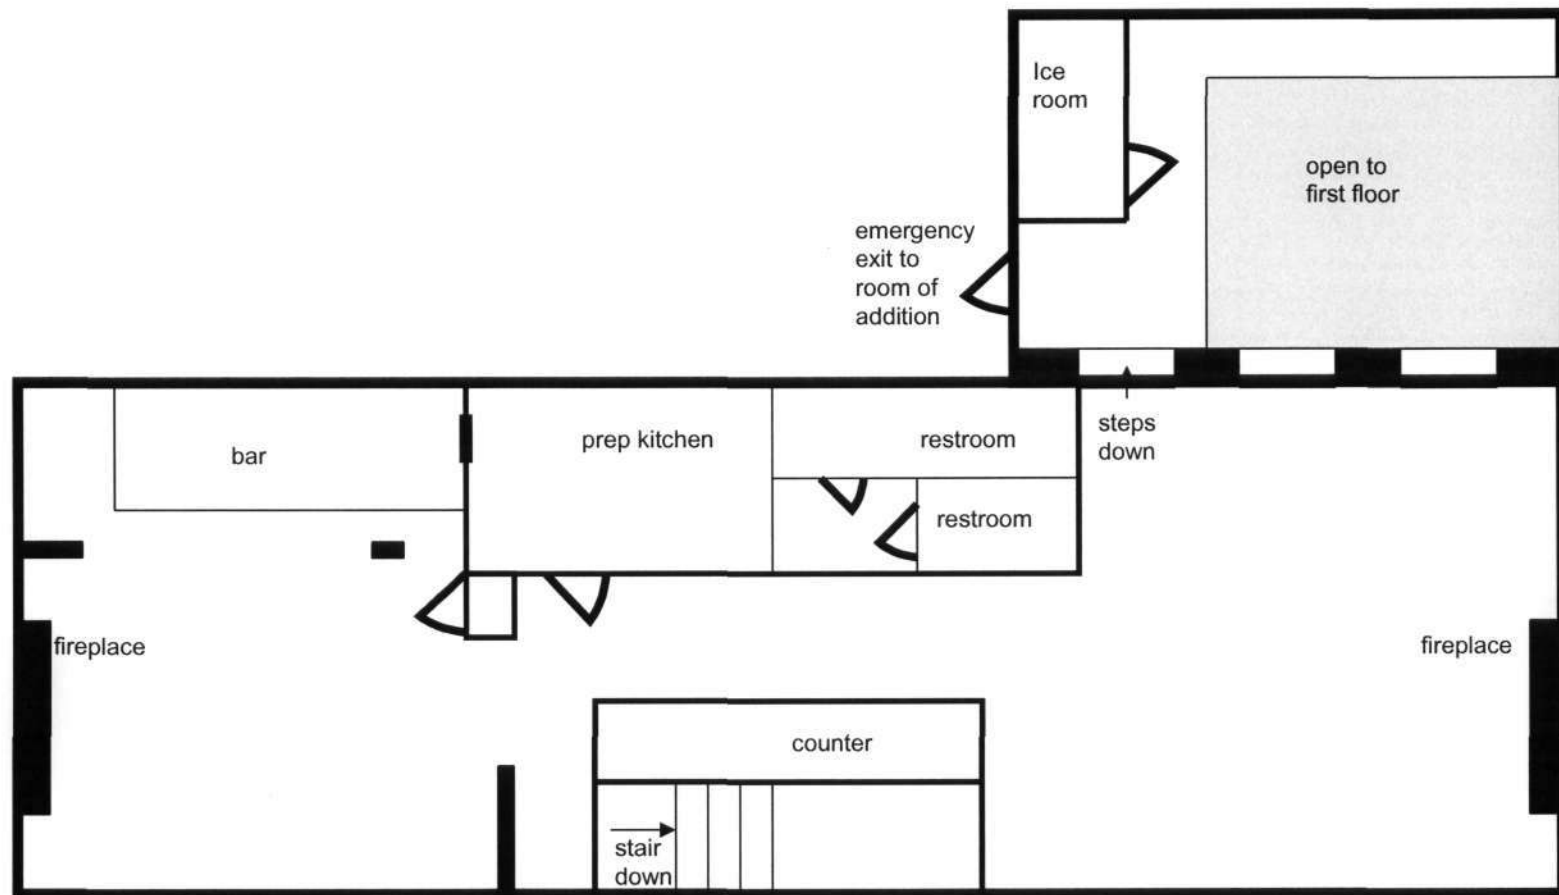 Ice
room
open to
first floor
emergency
exit to
room of
addition
steps
down
bar
prep kitchen
restroom
restroom
fireplace
fireplace
counter
stair
down